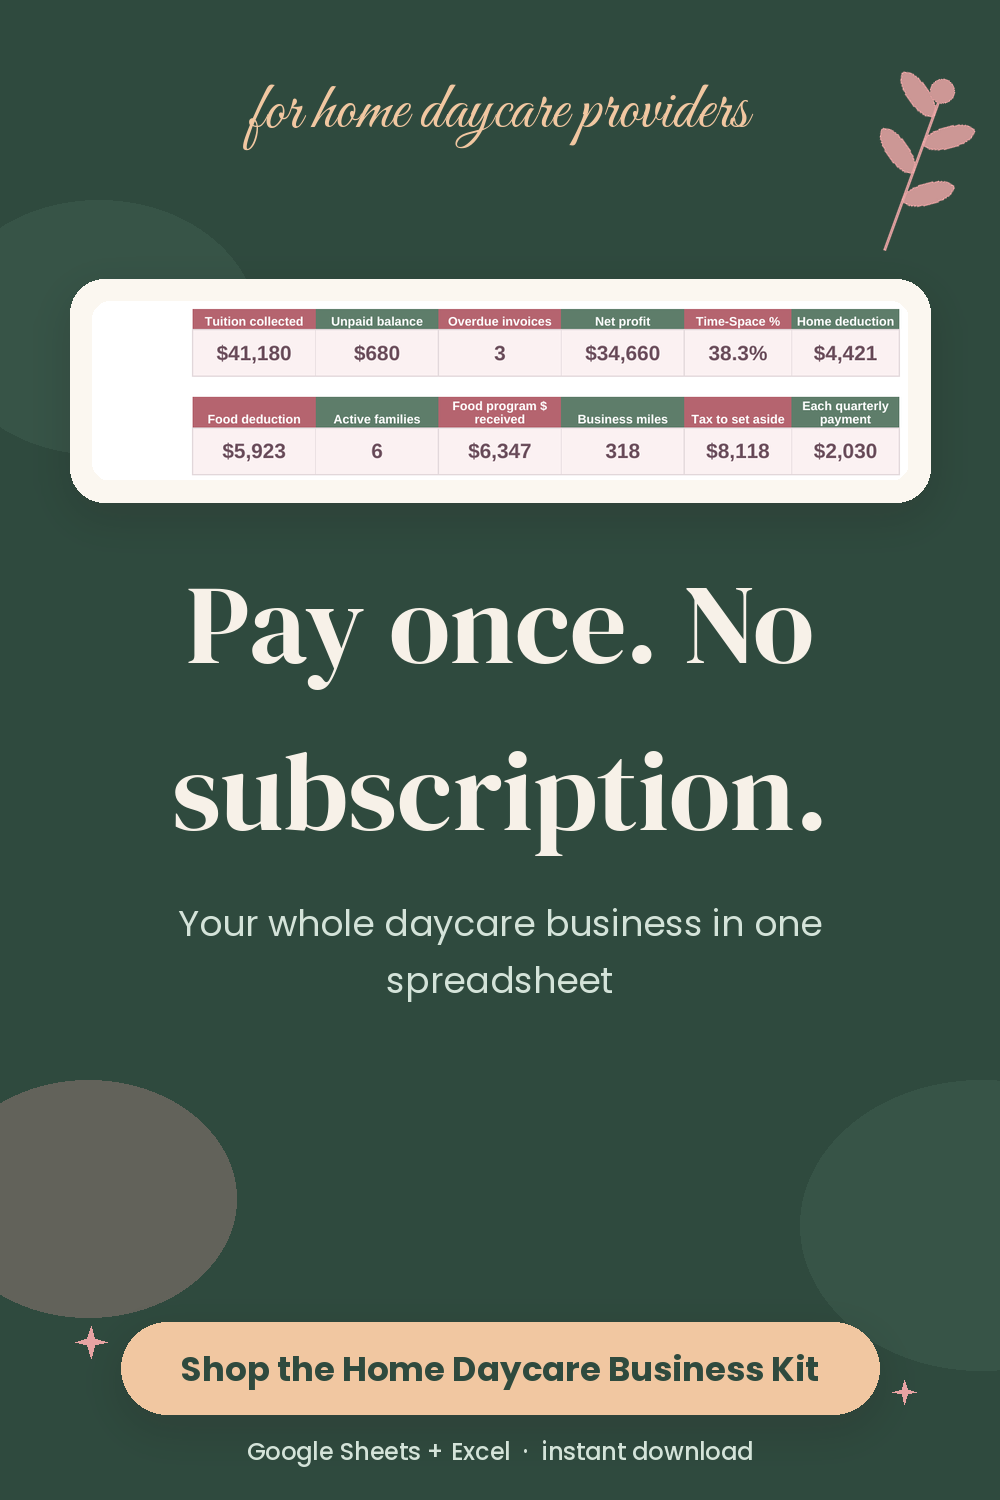 for home daycare providers
Tuition collected Unpaid balance Overdue invoices Net profit Time-Space % Home deduction
$41,180 $680 3 $34,660 38.3% $4,421
Food deduction Active families Food program $ received Business miles Tax to set aside Each quarterly payment
$5,923 6 $6,347 318 $8,118 $2,030
Pay once. No
subscription.
Your whole daycare business in one
spreadsheet
Shop the Home Daycare Business Kit
Google Sheets + Excel · instant download